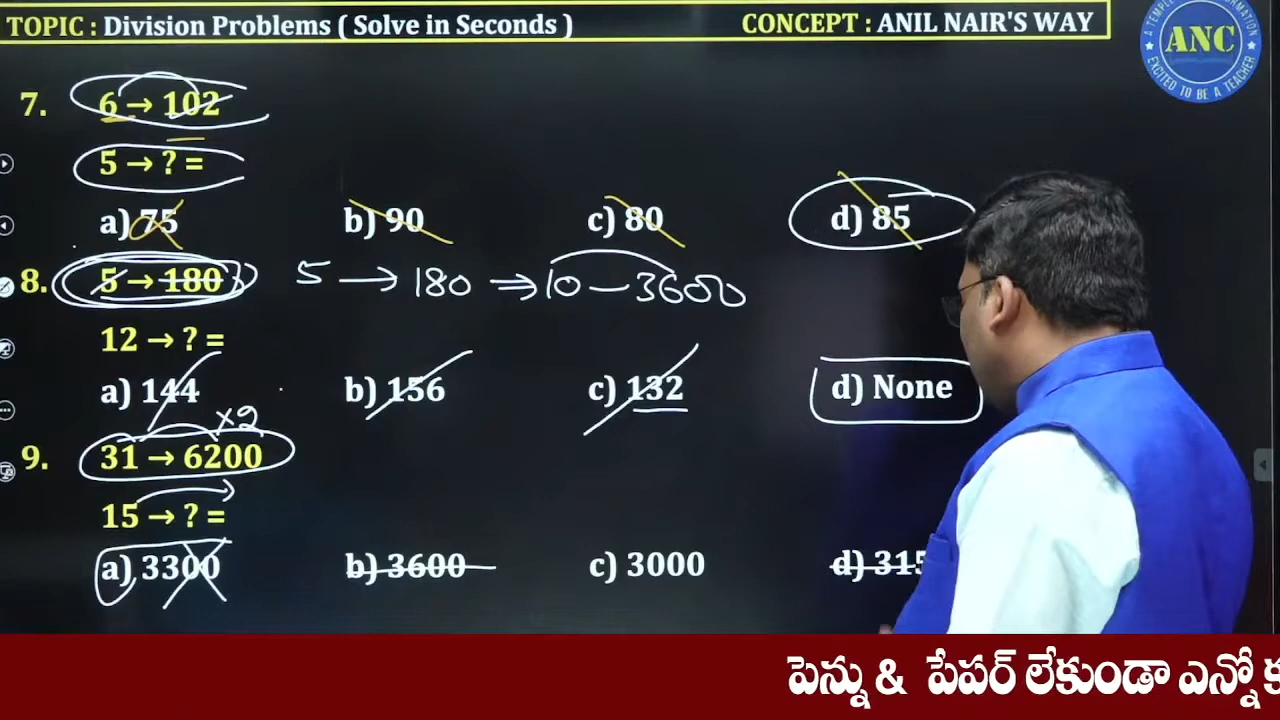 TOPIC : Division Problems ( Solve in Seconds ) CONCEPT : ANIL NAIR'S WAY
ANC
EXCITED TO BE A TEACHER
7. 6 → 102
5 → ? =
a) 75 b) 90 c) 80 d) 85
8. 5 → 180 5 → 180 ⇒ 10 — 3600
12 → ? =
a) 144 b) 156 c) 132 d) None
×2
9. 31 → 6200
15 → ? =
a) 3300 b) 3600 c) 3000 d) 315
పెన్ను & పేపర్ లేకుండా ఎన్నో